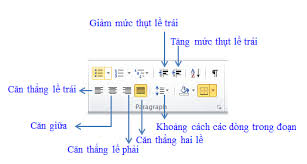 Giảm mức thụt lề trái
Tăng mức thụt lề trái
Căn thẳng lề trái
Paragraph
Căn giữa
Khoảng cách các dòng trong đoạn
Căn thẳng hai lề
Căn thẳng lề phải